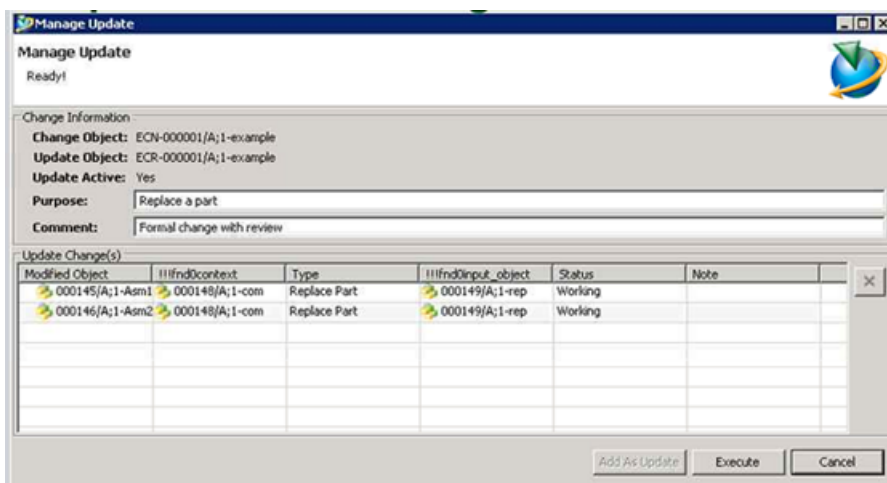 Manage Update
Manage Update
Ready!
Change Information
Change Object: ECN-000001/A;1-example
Update Object: ECR-000001/A;1-example
Update Active: Yes
Purpose: Replace a part
Comment: Formal change with review
Update Change(s)
Modified Object !!!fnd0context Type !!!fnd0input_object Status Note
000145/A;1-Asm1 000148/A;1-com Replace Part 000149/A;1-rep Working
000146/A;1-Asm2 000148/A;1-com Replace Part 000149/A;1-rep Working
Add As Update Execute Cancel